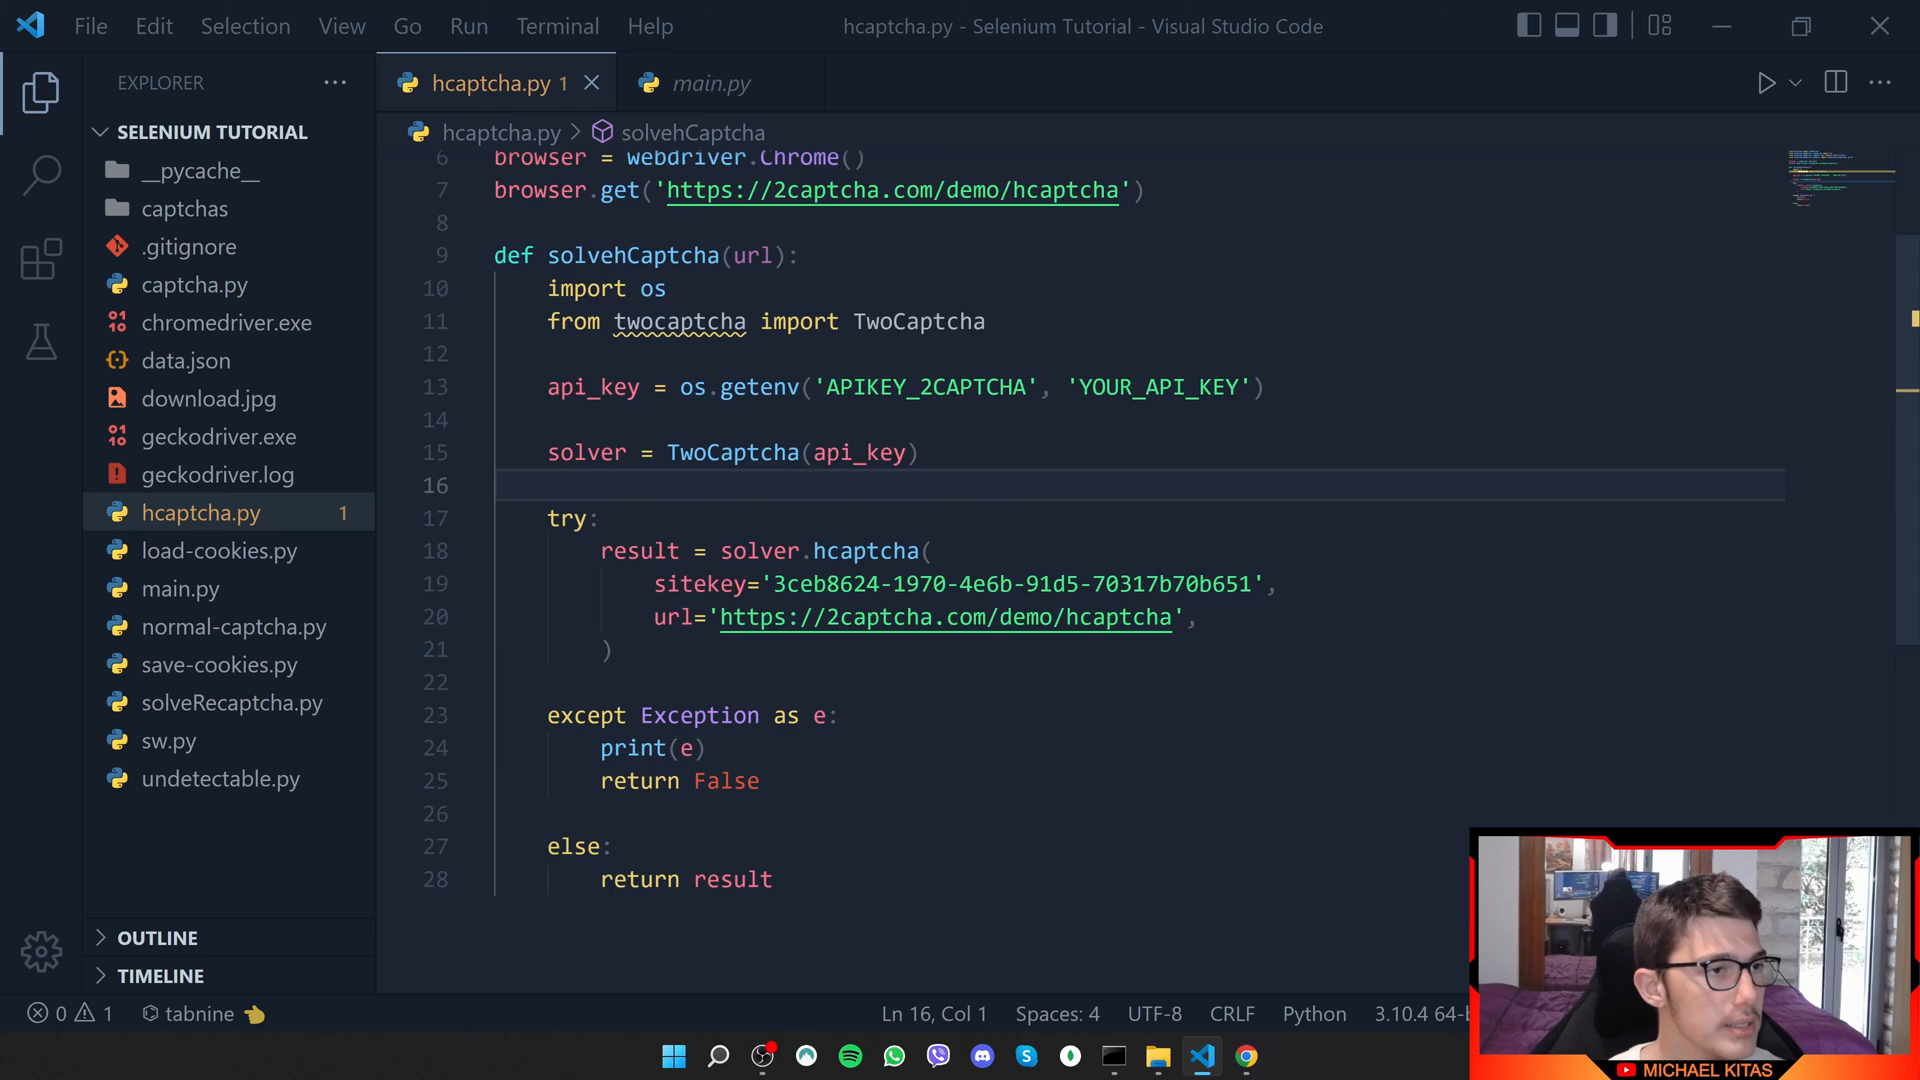 File Edit Selection View Go Run Terminal Help
hcaptcha.py - Selenium Tutorial - Visual Studio Code
EXPLORER
hcaptcha.py 1
main.py
SELENIUM TUTORIAL
hcaptcha.py > solvehCaptcha
__pycache__
captchas
.gitignore
captcha.py
chromedriver.exe
data.json
download.jpg
geckodriver.exe
geckodriver.log
hcaptcha.py 1
load-cookies.py
main.py
normal-captcha.py
save-cookies.py
solveRecaptcha.py
sw.py
undetectable.py
OUTLINE
TIMELINE
6 browser = webdriver.Chrome()
7 browser.get('https://2captcha.com/demo/hcaptcha')
8
9 def solvehCaptcha(url):
10 import os
11 from twocaptcha import TwoCaptcha
12
13 api_key = os.getenv('APIKEY_2CAPTCHA', 'YOUR_API_KEY')
14
15 solver = TwoCaptcha(api_key)
16
17 try:
18 result = solver.hcaptcha(
19 sitekey='3ceb8624-1970-4e6b-91d5-70317b70b651',
20 url='https://2captcha.com/demo/hcaptcha',
21 )
22
23 except Exception as e:
24 print(e)
25 return False
26
27 else:
28 return result
0 1 tabnine
Ln 16, Col 1 Spaces: 4 UTF-8 CRLF Python 3.10.4 64-b
MICHAEL KITAS